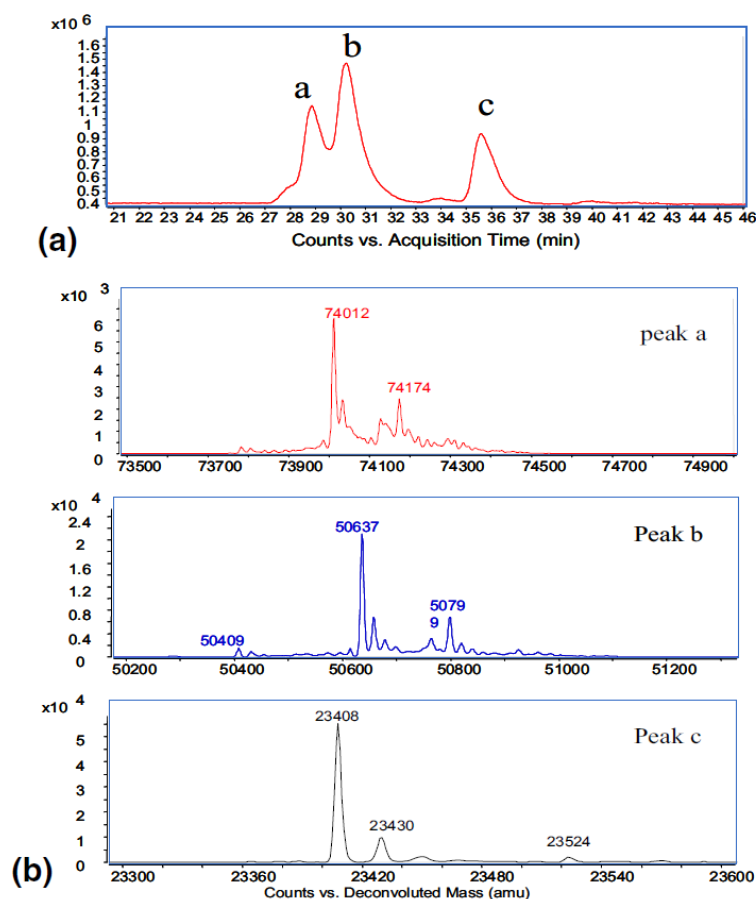 x10 6
a
b
c
1.6
1.5
1.4
1.3
1.2
1.1
1
0.9
0.8
0.7
0.6
0.5
0.4
21 22 23 24 25 26 27 28 29 30 31 32 33 34 35 36 37 38 39 40 41 42 43 44 45 46
(a)
Counts vs. Acquisition Time (min)
x10 3
74012
74174
peak a
6
5
4
3
2
1
0
73500 73700 73900 74100 74300 74500 74700 74900
x10 4
50637
50409
5079
9
Peak b
2.4
2
1.6
1.2
0.8
0.4
0
50200 50400 50600 50800 51000 51200
x10 4
23408
23430
23524
Peak c
5
4
3
2
1
0
23300 23360 23420 23480 23540 23600
(b)
Counts vs. Deconvoluted Mass (amu)